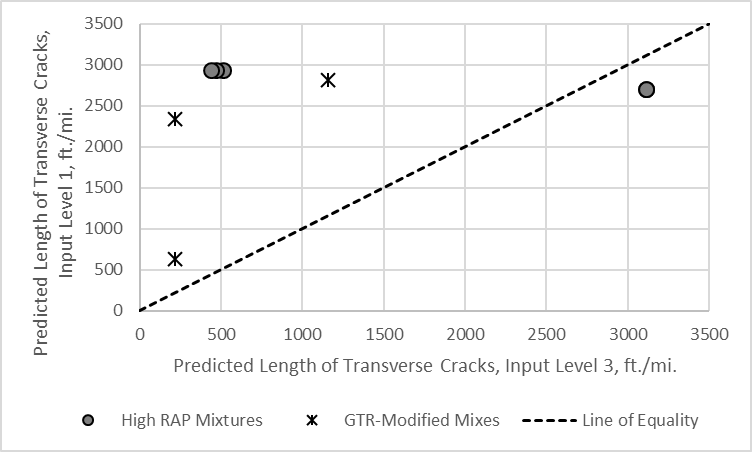 Predicted Length of Transverse Cracks,
Input Level 1, ft./mi.
3500
3000
2500
2000
1500
1000
500
0
0 500 1000 1500 2000 2500 3000 3500
Predicted Length of Transverse Cracks, Input Level 3, ft./mi.
High RAP Mixtures GTR-Modified Mixes Line of Equality